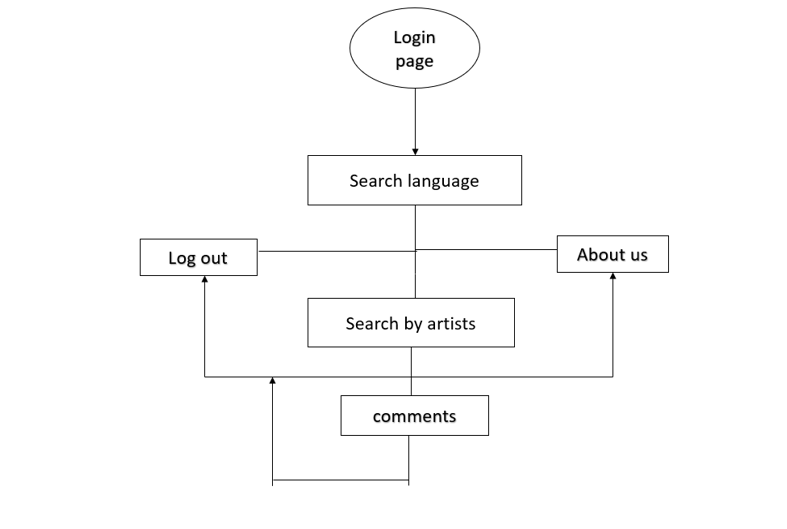 Login
page
Search language
Log out
About us
Search by artists
comments